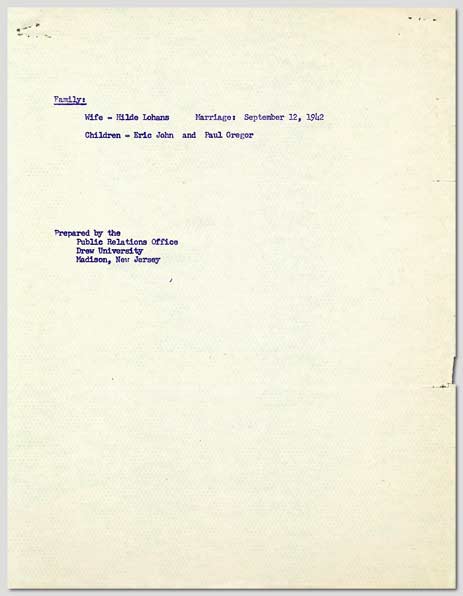 Family:
Wife - Hilde Lohans Marriage: September 12, 1942
Children - Eric John and Paul Gregor
Prepared by the
Public Relations Office
Drew University
Madison, New Jersey